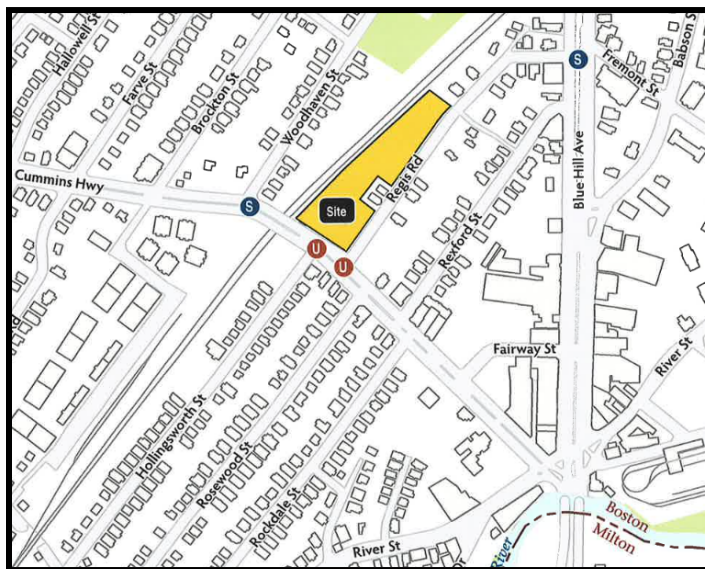 Hallowell St
Farve St
Brockton St
Woodhaven St
S
Fremont St
Babson S
Cummins Hwy
S
Site
Regis Rd
Blue Hill Ave
U
U
Rexford St
Fairway St
River St
Hollingsworth St
Rosewood St
Rockdale St
River St
River
Boston
Milton